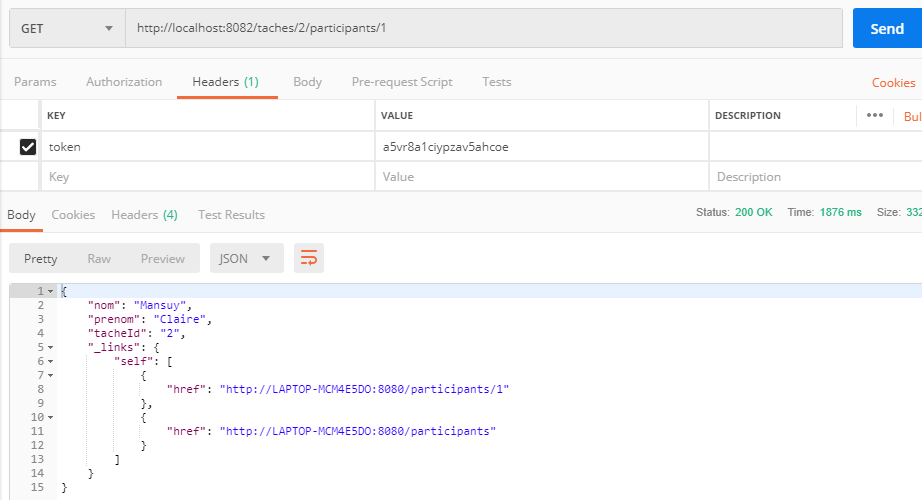 GET http://localhost:8082/taches/2/participants/1 Send
Params Authorization Headers (1) Body Pre-request Script Tests Cookies
KEY VALUE DESCRIPTION ••• Bul
token a5vr8a1ciypzav5ahcoe
Key Value Description
Body Cookies Headers (4) Test Results Status: 200 OK Time: 1876 ms Size: 332
Pretty Raw Preview JSON
1 {
2 "nom": "Mansuy",
3 "prenom": "Claire",
4 "tacheId": "2",
5 "_links": {
6 "self": [
7 {
8 "href": "http://LAPTOP-MCM4E5DO:8080/participants/1"
9 },
10 {
11 "href": "http://LAPTOP-MCM4E5DO:8080/participants"
12 }
13 ]
14 }
15 }